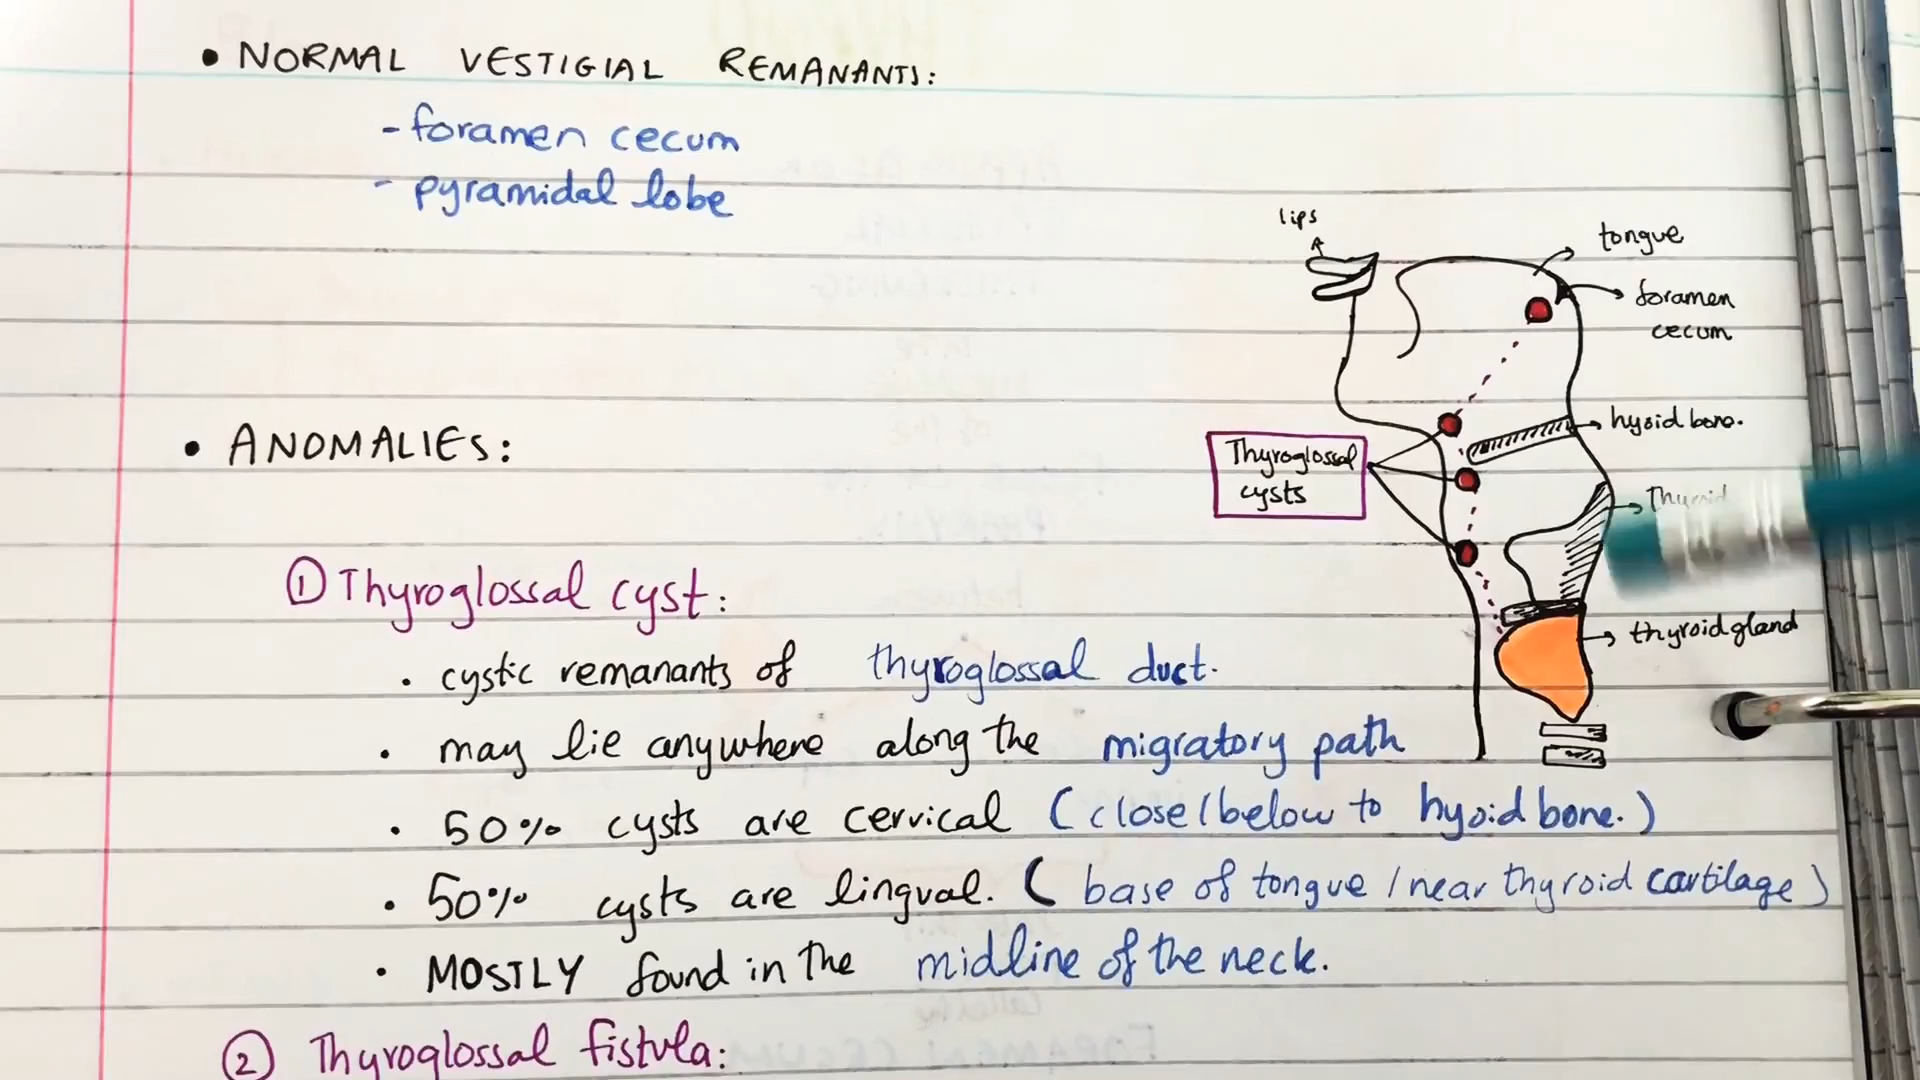 • NORMAL VESTIGIAL REMANANTS:
- foramen cecum
- pyramidal lobe
lips
tongue
foramen
cecum
hyoid bone.
Thyroglossal
cysts
Thyroid
thyroid gland
• ANOMALIES:
① Thyroglossal cyst:
• cystic remanants of thyroglossal duct.
• may lie anywhere along the migratory path
• 50% cysts are cervical (close/below to hyoid bone.)
• 50% cysts are lingual. (base of tongue / near thyroid cartilage)
• MOSTLY found in the midline of the neck.
② Thyroglossal fistula: